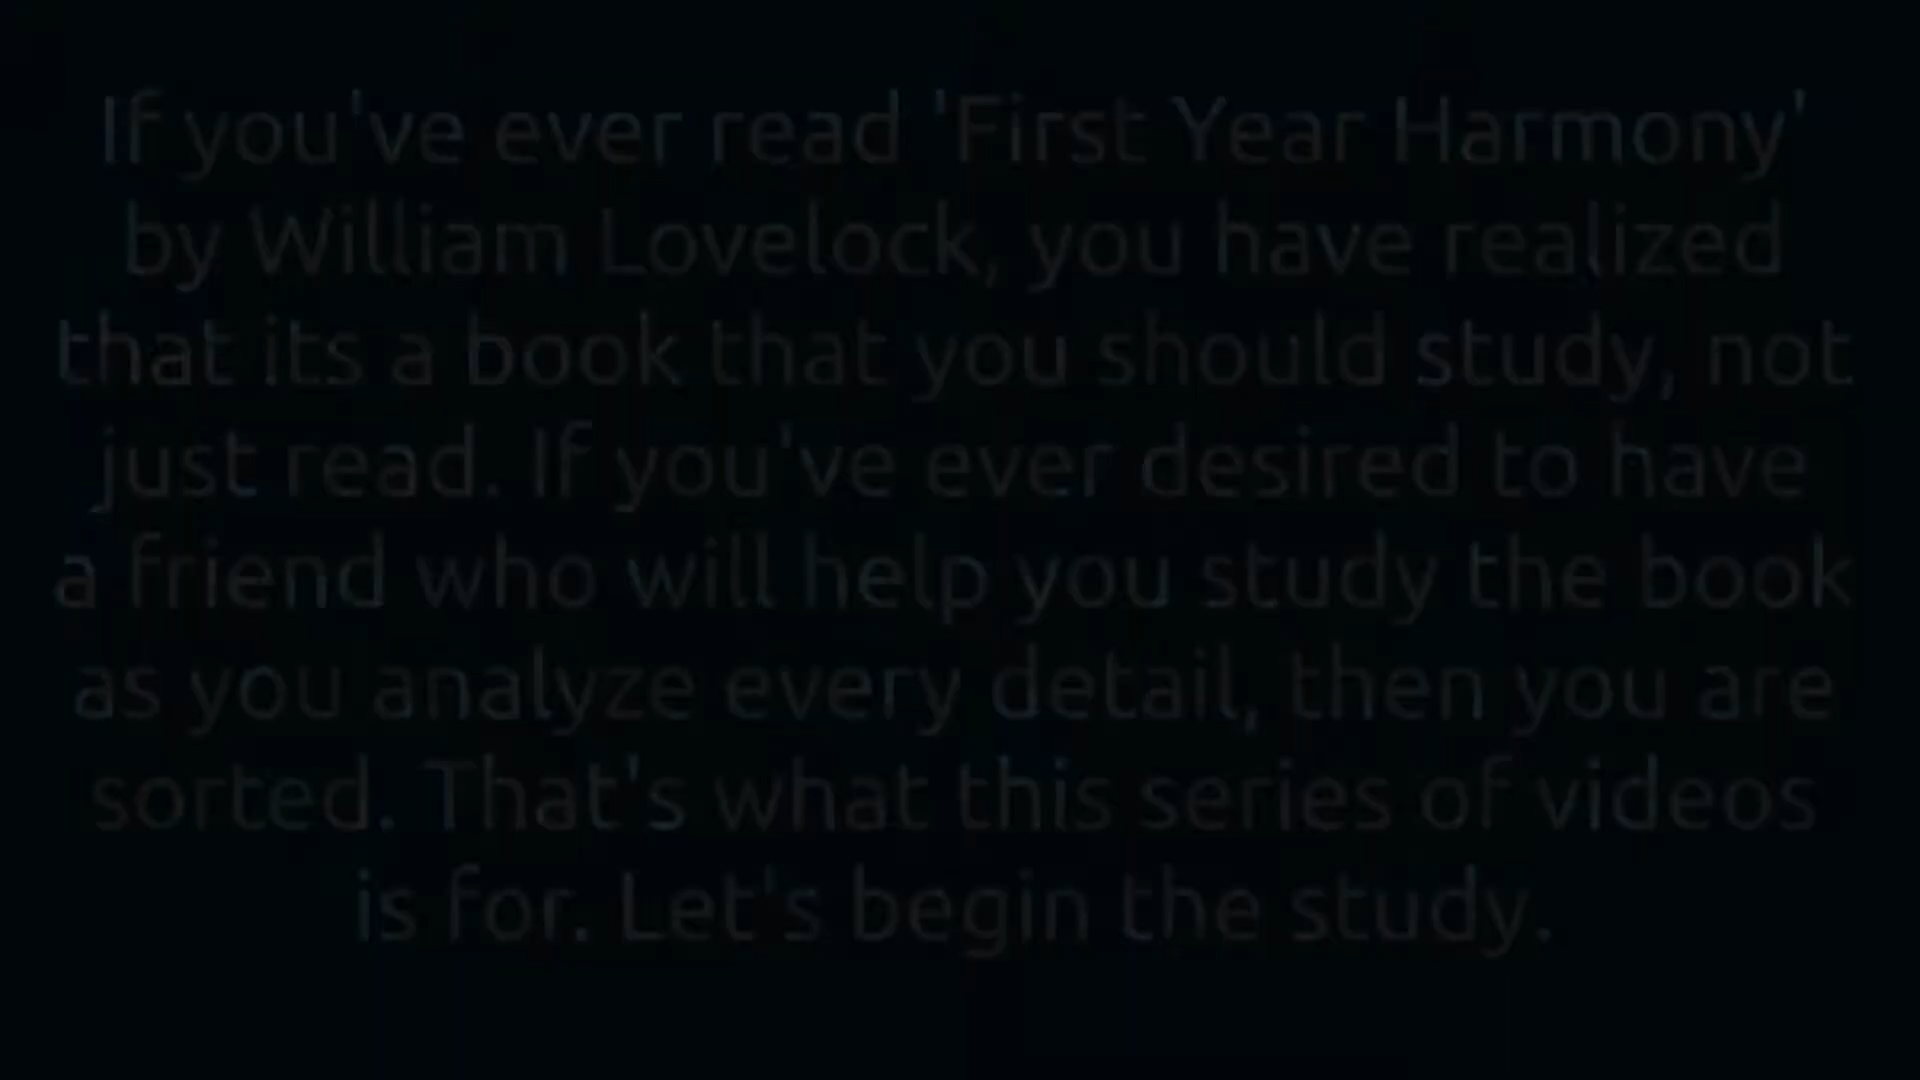 If you've ever read 'First Year Harmony'
by William Lovelock, you have realized
that its a book that you should study, not
just read. If you've ever desired to have
a friend who will help you study the book
as you analyze every detail, then you are
sorted. That's what this series of videos
is for. Let's begin the study.